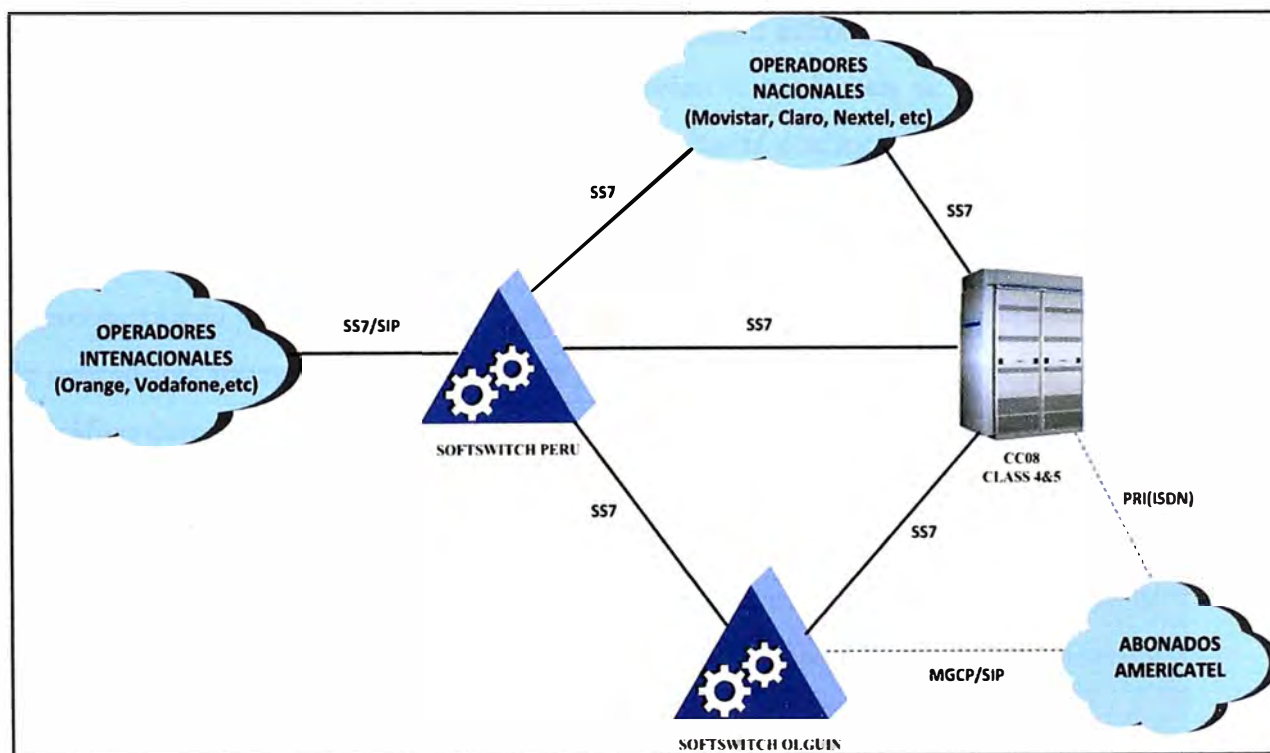 OPERADORES
NACIONALES
(Movistar, Claro, Nextel, etc)
SS7
SS7
OPERADORES
INTENACIONALES
(Orange, Vodafone,etc)
SS7/SIP
SS7
SOFTSWITCH PERU
CC08
CLASS 4&5
SS7
SS7
PRI(ISDN)
ABONADOS
AMERICATEL
MGCP/SIP
SOFTSWITCH OLGUIN